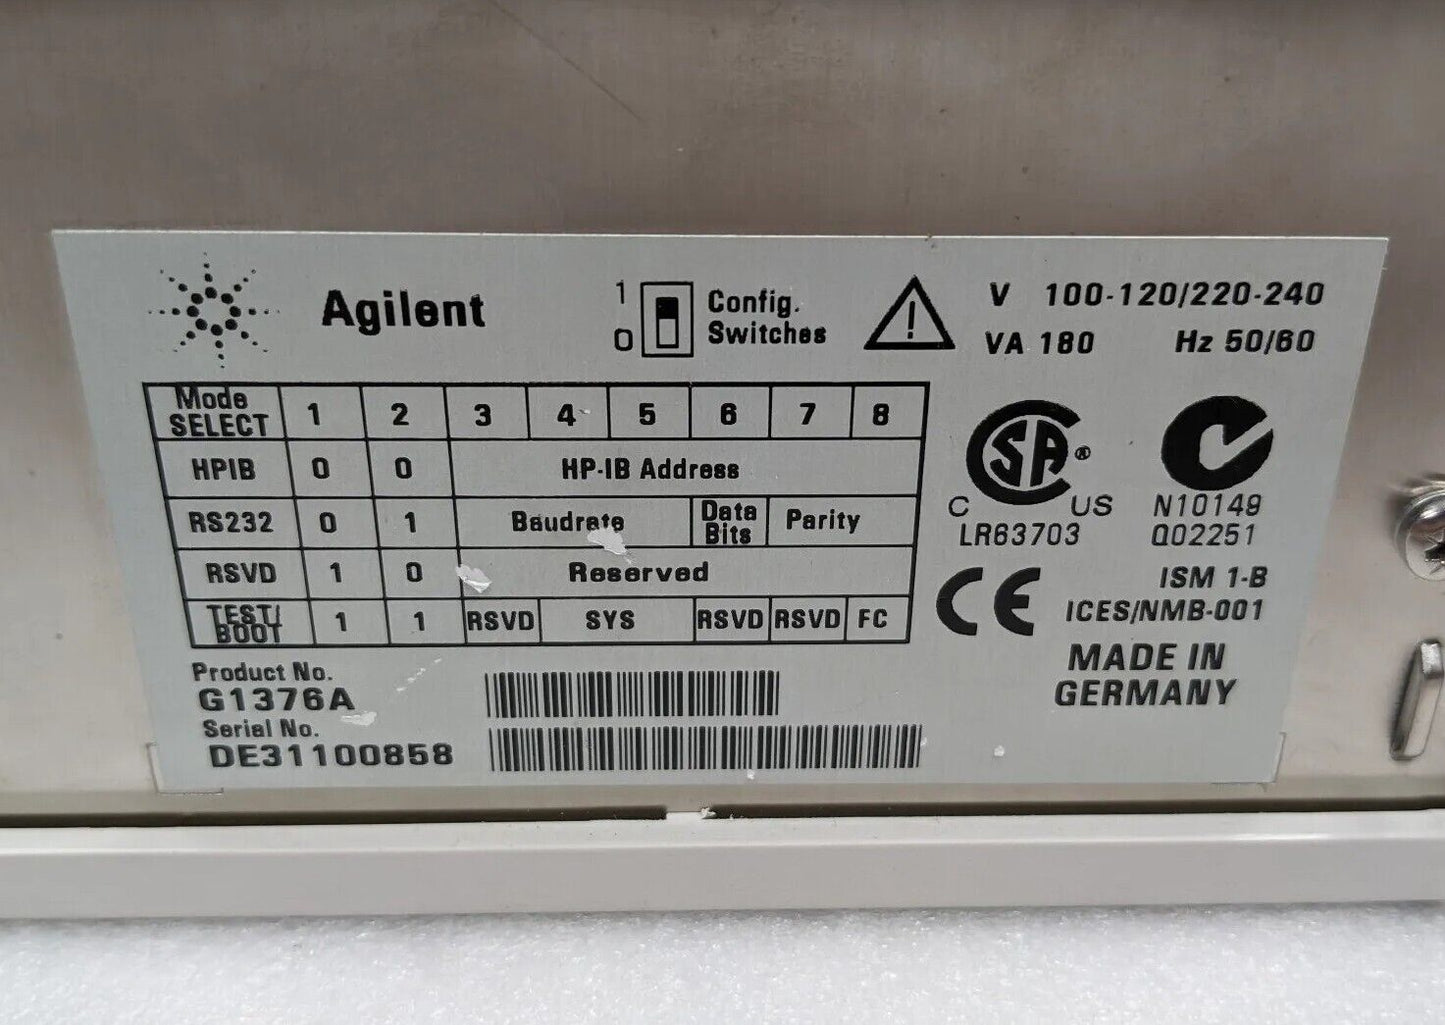 Agilent
1
0
Config.
Switches
V 100-120/220-240
VA 180 Hz 50/60
Mode SELECT 1 2 3 4 5 6 7 8
HPIB 0 0 HP-IB Address
RS232 0 1 Baudrate Data Bits Parity
RSVD 1 0 Reserved
TEST/ BOOT 1 1 RSVD SYS RSVD RSVD FC
SA ®
C US
LR63703
N10149
Q02251
CE
ISM 1-B
ICES/NMB-001
MADE IN
GERMANY
Product No.
G1376A
Serial No.
DE31100858